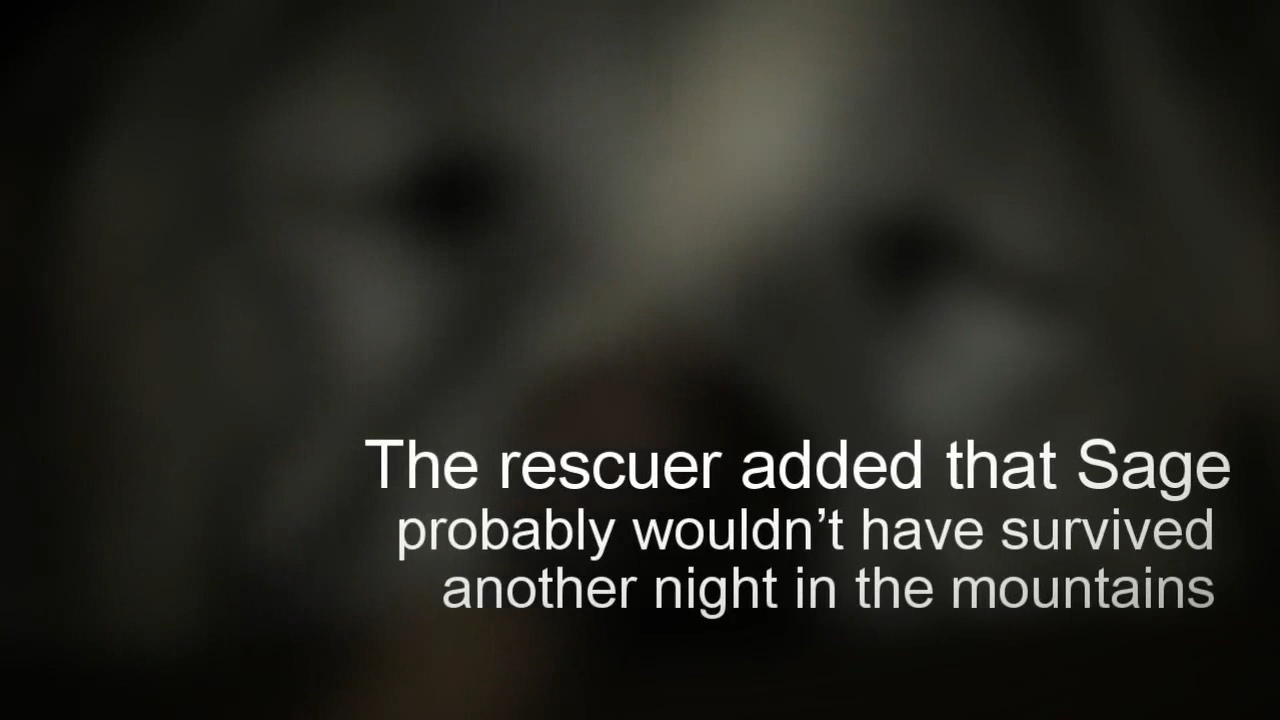 The rescuer added that Sage
probably wouldn’t have survived
another night in the mountains